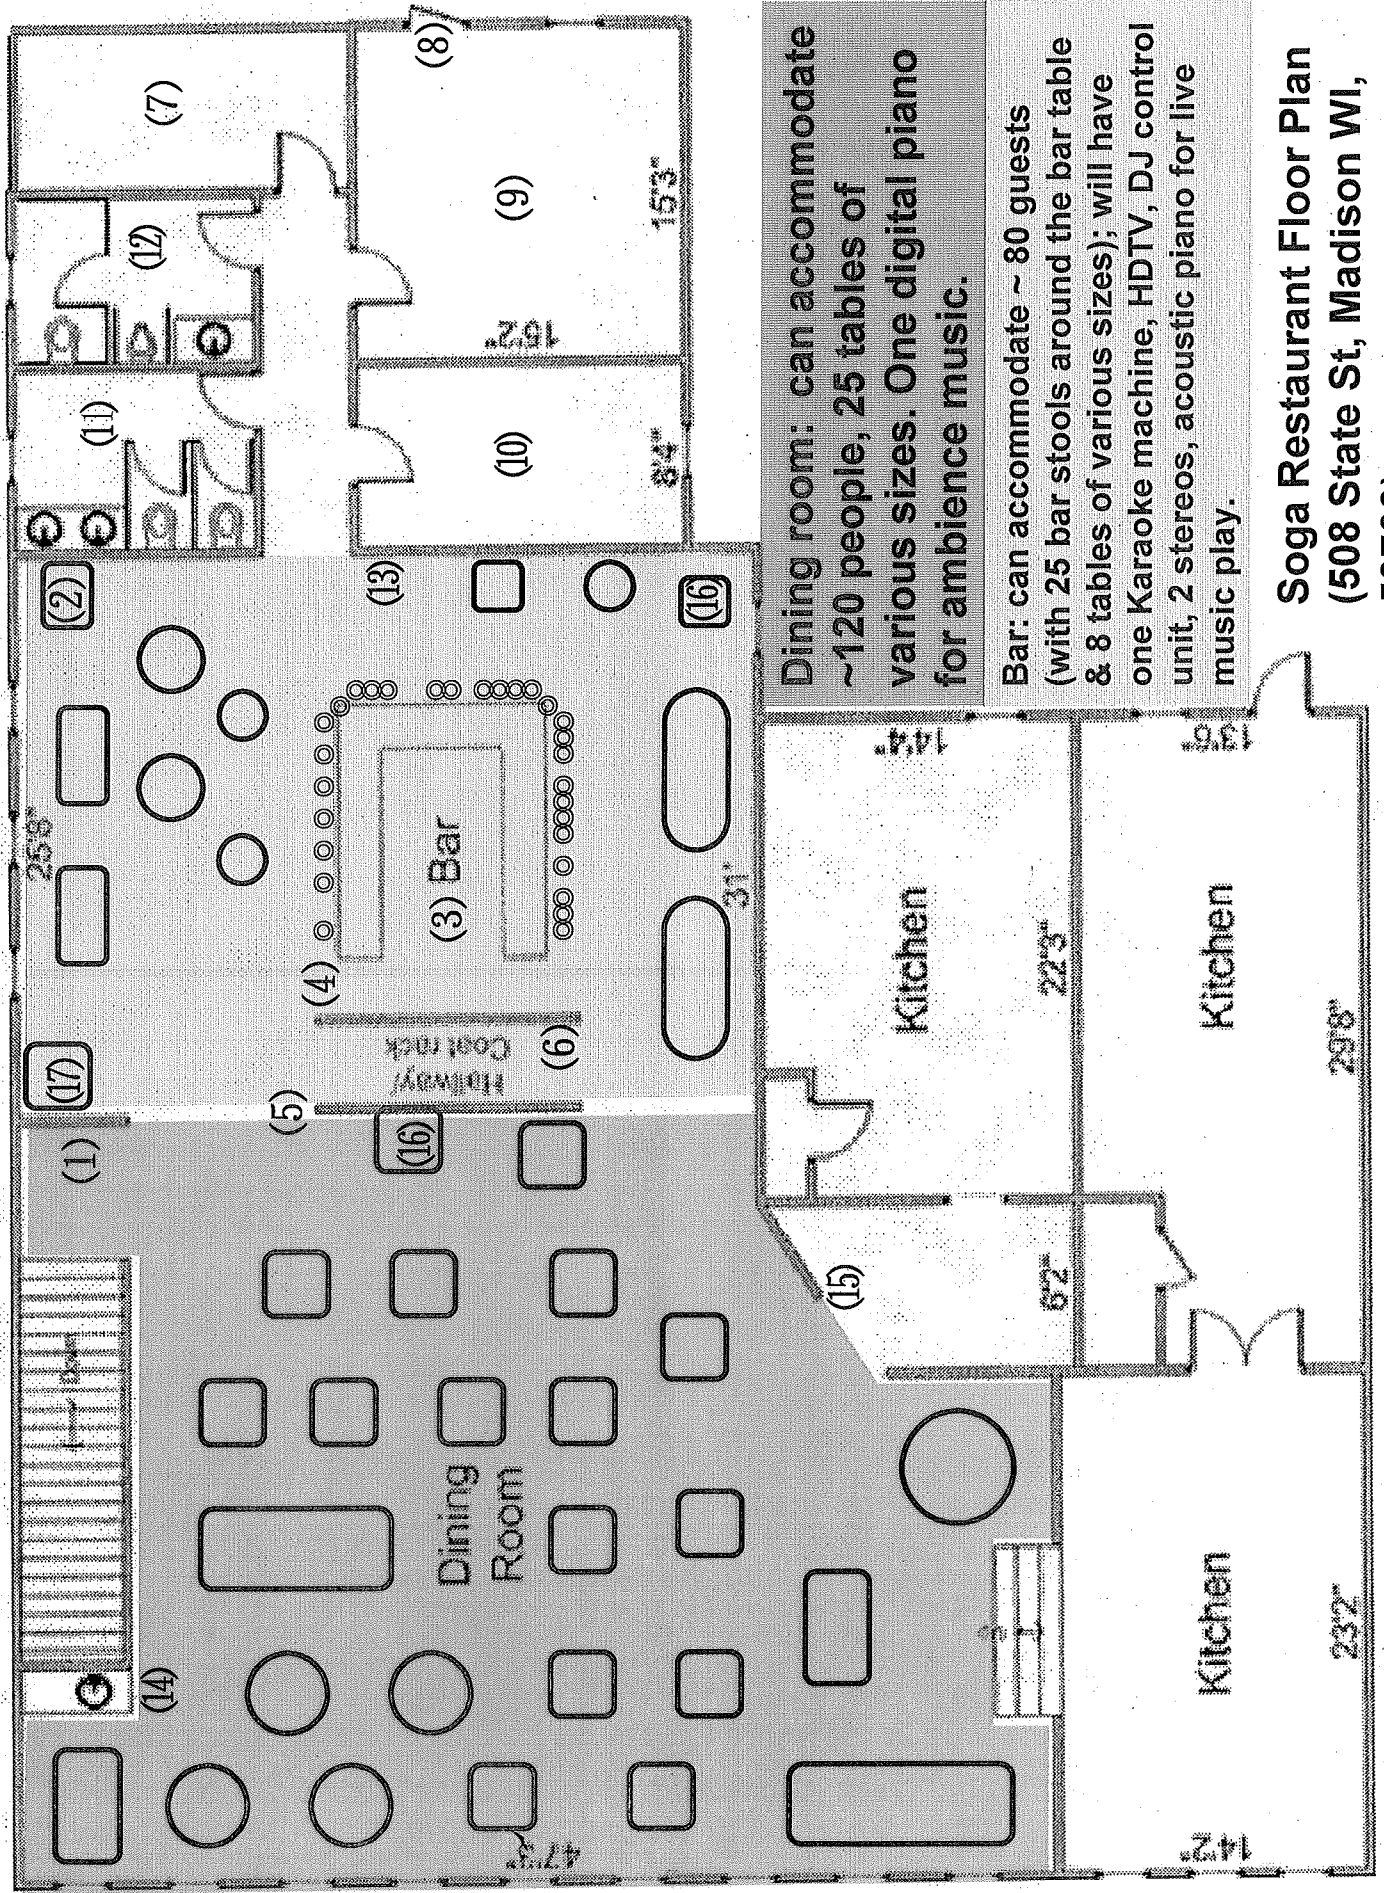 (1)
(2)
(3) Bar
(4)
(5)
(6)
Hallway/
Coat rack
(7)
(8)
(9)
(10)
(11)
(12)
(13)
(14)
(15)
(16)
(16)
(17)
Down
Dining
Room
Kitchen
Kitchen
Kitchen
25'8"
31'
15'2"
15'3"
8'4"
14'4"
22'3"
13'6"
29'8"
6'2"
23'2"
14'2"
Dining room: can accommodate
~120 people, 25 tables of
various sizes. One digital piano
for ambience music.
Bar: can accommodate ~ 80 guests
(with 25 bar stools around the bar table
& 8 tables of various sizes); will have
one Karaoke machine, HDTV, DJ control
unit, 2 stereos, acoustic piano for live
music play.
Soga Restaurant Floor Plan
(508 State St, Madison WI,